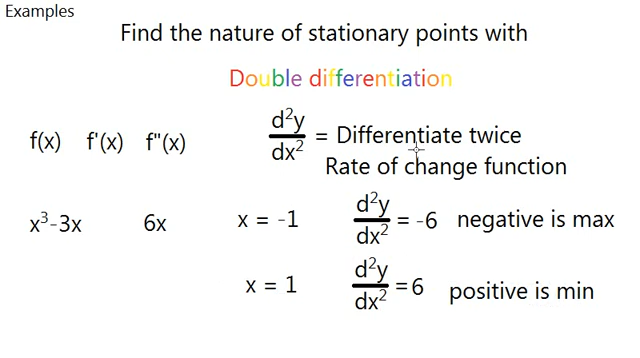 Examples
Find the nature of stationary points with
Double differentiation
f(x) f'(x) f"(x)
d²y/dx² = Differentiate twice
Rate of change function
x³-3x 6x x = -1 d²y/dx² = -6 negative is max
x = 1 d²y/dx² = 6 positive is min